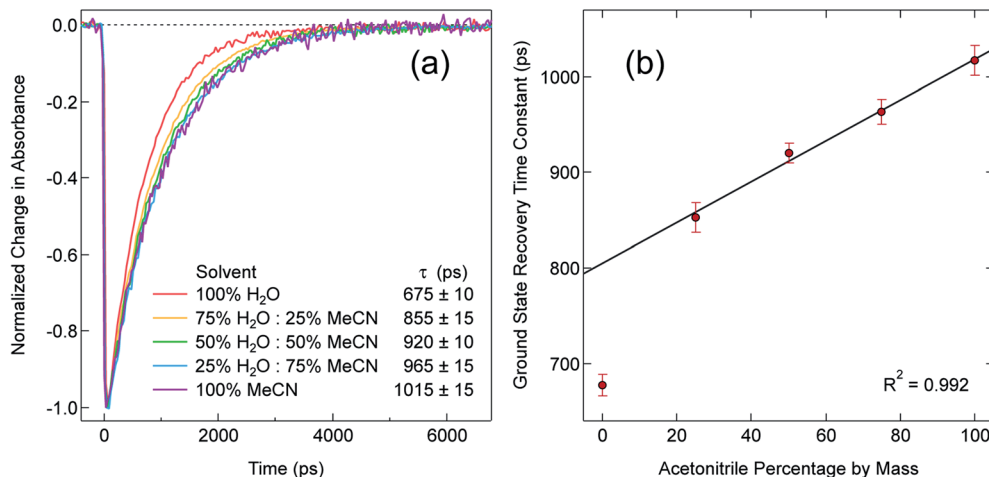 (a)
0.0
-0.2
-0.4
-0.6
-0.8
-1.0
Normalized Change in Absorbance
Solvent τ (ps)
100% H₂O 675 ± 10
75% H₂O : 25% MeCN 855 ± 15
50% H₂O : 50% MeCN 920 ± 10
25% H₂O : 75% MeCN 965 ± 15
100% MeCN 1015 ± 15
0 2000 4000 6000
Time (ps)
(b)
1000
900
800
700
Ground State Recovery Time Constant (ps)
R² = 0.992
0 20 40 60 80 100
Acetonitrile Percentage by Mass